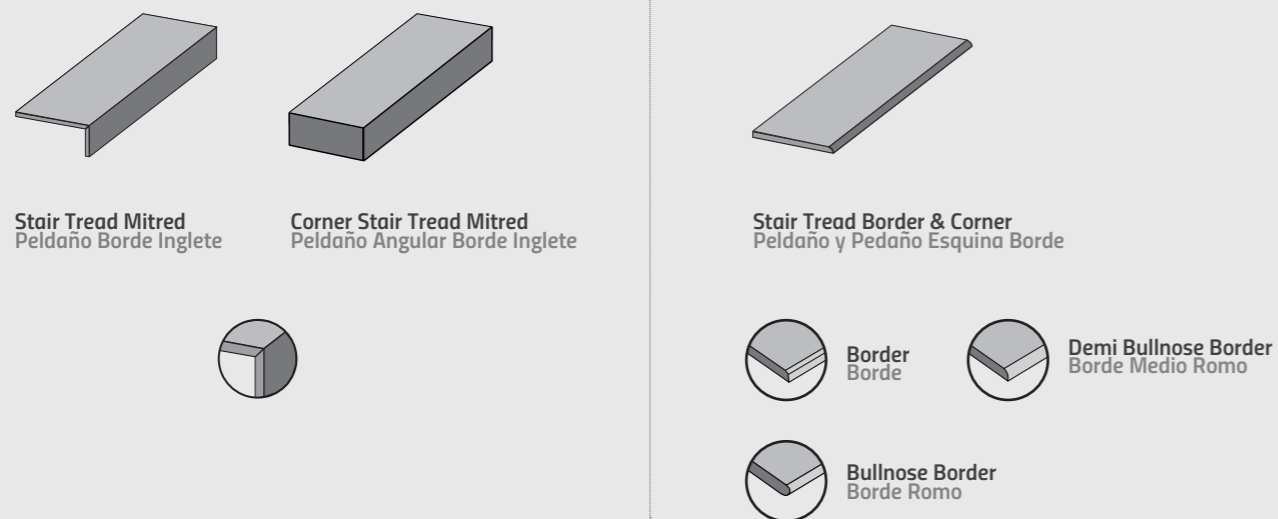 Stair Tread Mitred
Peldaño Borde Inglete
Corner Stair Tread Mitred
Peldaño Angular Borde Inglete
Stair Tread Border & Corner
Peldaño y Pedaño Esquina Borde
Border
Borde
Demi Bullnose Border
Borde Medio Romo
Bullnose Border
Borde Romo